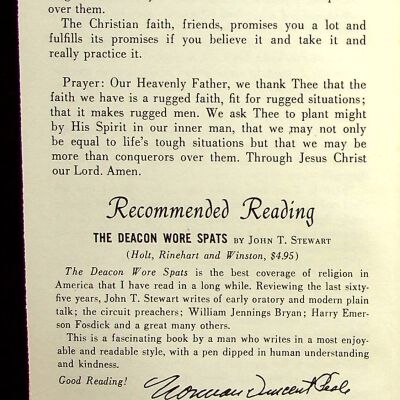 over them.
The Christian faith, friends, promises you a lot and
fulfills its promises if you believe it and take it and
really practice it.
Prayer: Our Heavenly Father, we thank Thee that the
faith we have is a rugged faith, fit for rugged situations;
that it makes rugged men. We ask Thee to plant might
by His Spirit in our inner man, that we may not only
be equal to life's tough situations but that we may be
more than conquerors over them. Through Jesus Christ
our Lord. Amen.
Recommended Reading
THE DEACON WORE SPATS BY JOHN T. STEWART
(Holt, Rinehart and Winston, $4.95)
The Deacon Wore Spats is the best coverage of religion in
America that I have read in a long while. Reviewing the last sixty-
five years, John T. Stewart writes of early oratory and modern plain
talk; the circuit preachers; William Jennings Bryan; Harry Emer-
son Fosdick and a great many others.
This is a fascinating book by a man who writes in a most enjoy-
able and readable style, with a pen dipped in human understanding
and kindness.
Good Reading!
Norman Vincent Peale